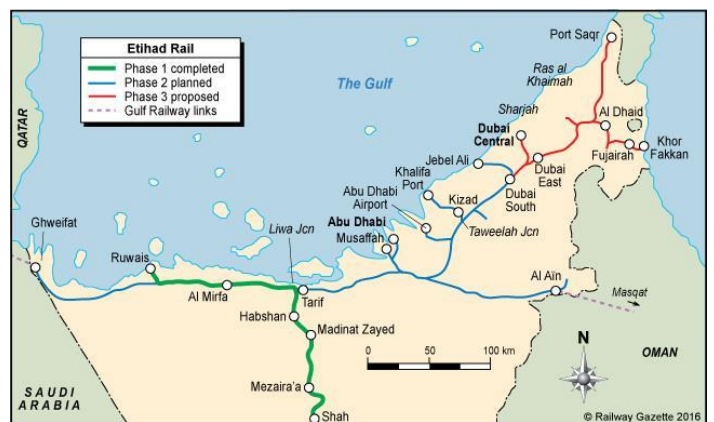 Etihad Rail
Phase 1 completed
Phase 2 planned
Phase 3 proposed
Gulf Railway links
QATAR
The Gulf
Port Saqr
Ras al
Khaimah
Sharjah
Dubai
Central
Al Dhaid
Khor
Fakkan
Fujairah
Jebel Ali
Dubai
East
Khalifa
Port
Dubai
South
Abu Dhabi
Airport
Kizad
Taweelah Jcn
Abu Dhabi
Musaffah
Ghweifat
Liwa Jcn
Ruwais
Al Mirfa
Tarif
Al Aïn
Masqat
Habshan
Madinat Zayed
0
50
100 km
N
OMAN
Mezaira'a
SAUDI
ARABIA
Shah
© Railway Gazette 2016